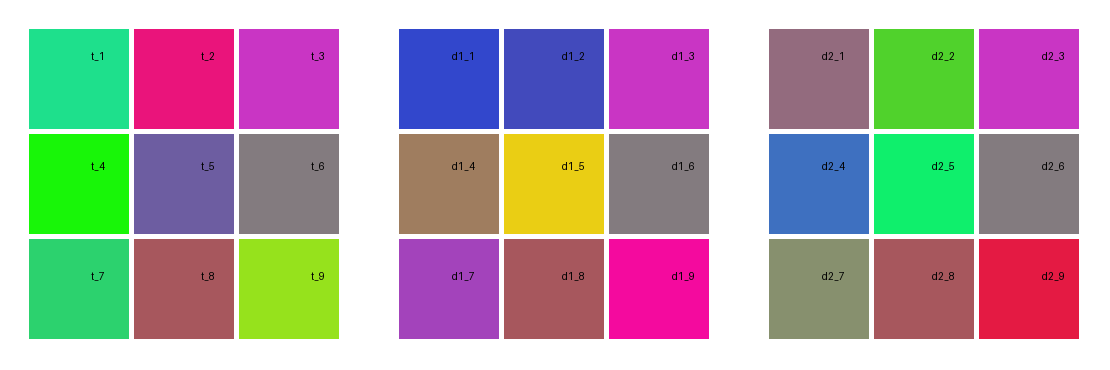 t_1 t_2 t_3 d1_1 d1_2 d1_3 d2_1 d2_2 d2_3
t_4 t_5 t_6 d1_4 d1_5 d1_6 d2_4 d2_5 d2_6
t_7 t_8 t_9 d1_7 d1_8 d1_9 d2_7 d2_8 d2_9